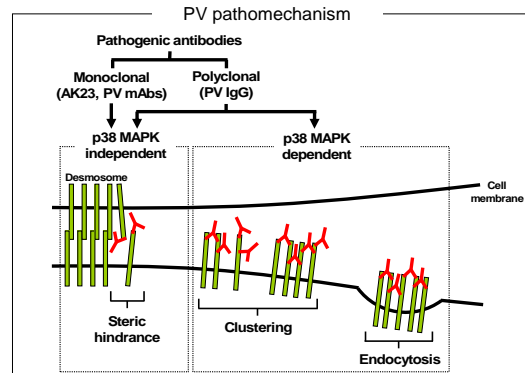 PV pathomechanism
Pathogenic antibodies
Monoclonal
(AK23, PV mAbs)
Polyclonal
(PV IgG)
p38 MAPK
independent
p38 MAPK
dependent
Desmosome
Cell
membrane
Steric
hindrance
Clustering
Endocytosis